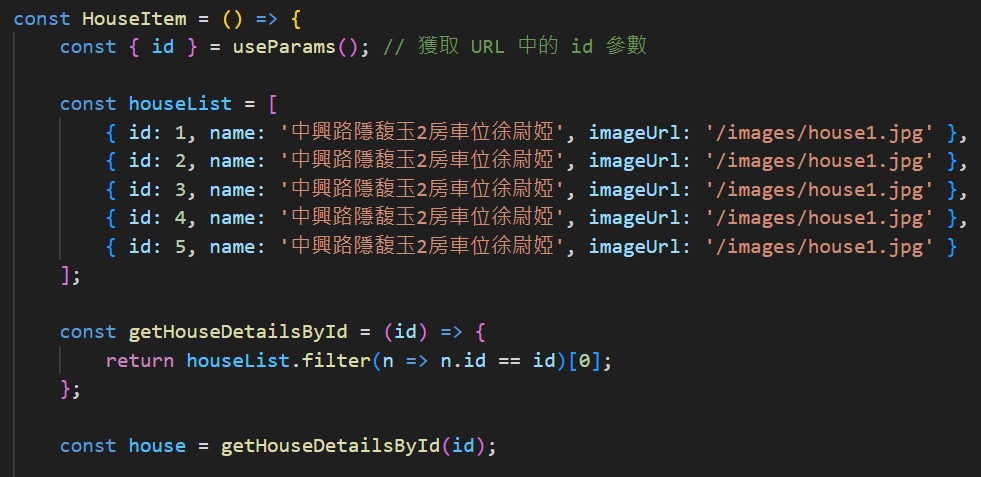 const HouseItem = () => {
const { id } = useParams(); // 獲取 URL 中的 id 參數
const houseList = [
{ id: 1, name: '中興路隱馥玉2房車位徐尉婭', imageUrl: '/images/house1.jpg' },
{ id: 2, name: '中興路隱馥玉2房車位徐尉婭', imageUrl: '/images/house1.jpg' },
{ id: 3, name: '中興路隱馥玉2房車位徐尉婭', imageUrl: '/images/house1.jpg' },
{ id: 4, name: '中興路隱馥玉2房車位徐尉婭', imageUrl: '/images/house1.jpg' },
{ id: 5, name: '中興路隱馥玉2房車位徐尉婭', imageUrl: '/images/house1.jpg' }
];
const getHouseDetailsById = (id) => {
return houseList.filter(n => n.id == id)[0];
};
const house = getHouseDetailsById(id);